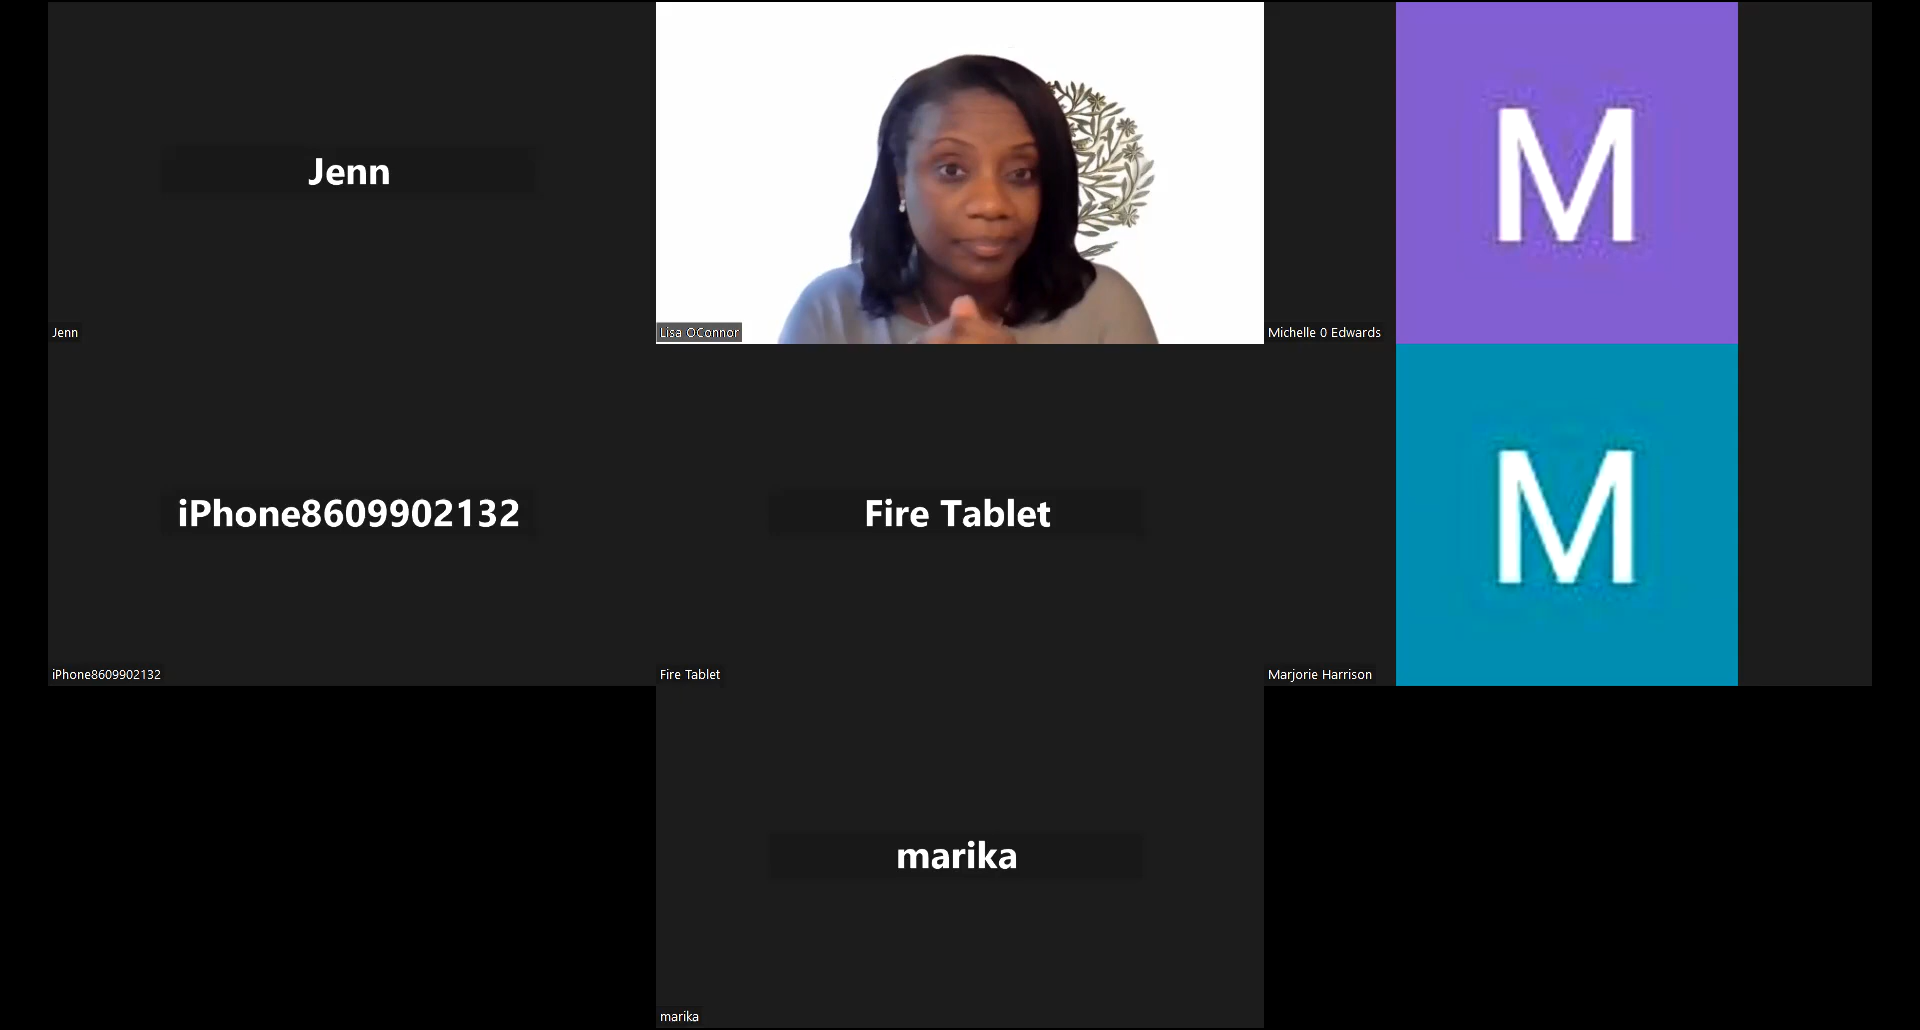 Jenn
Jenn
Lisa OConnor
M
Michelle 0 Edwards
iPhone8609902132
iPhone8609902132
Fire Tablet
Fire Tablet
M
Marjorie Harrison
marika
marika